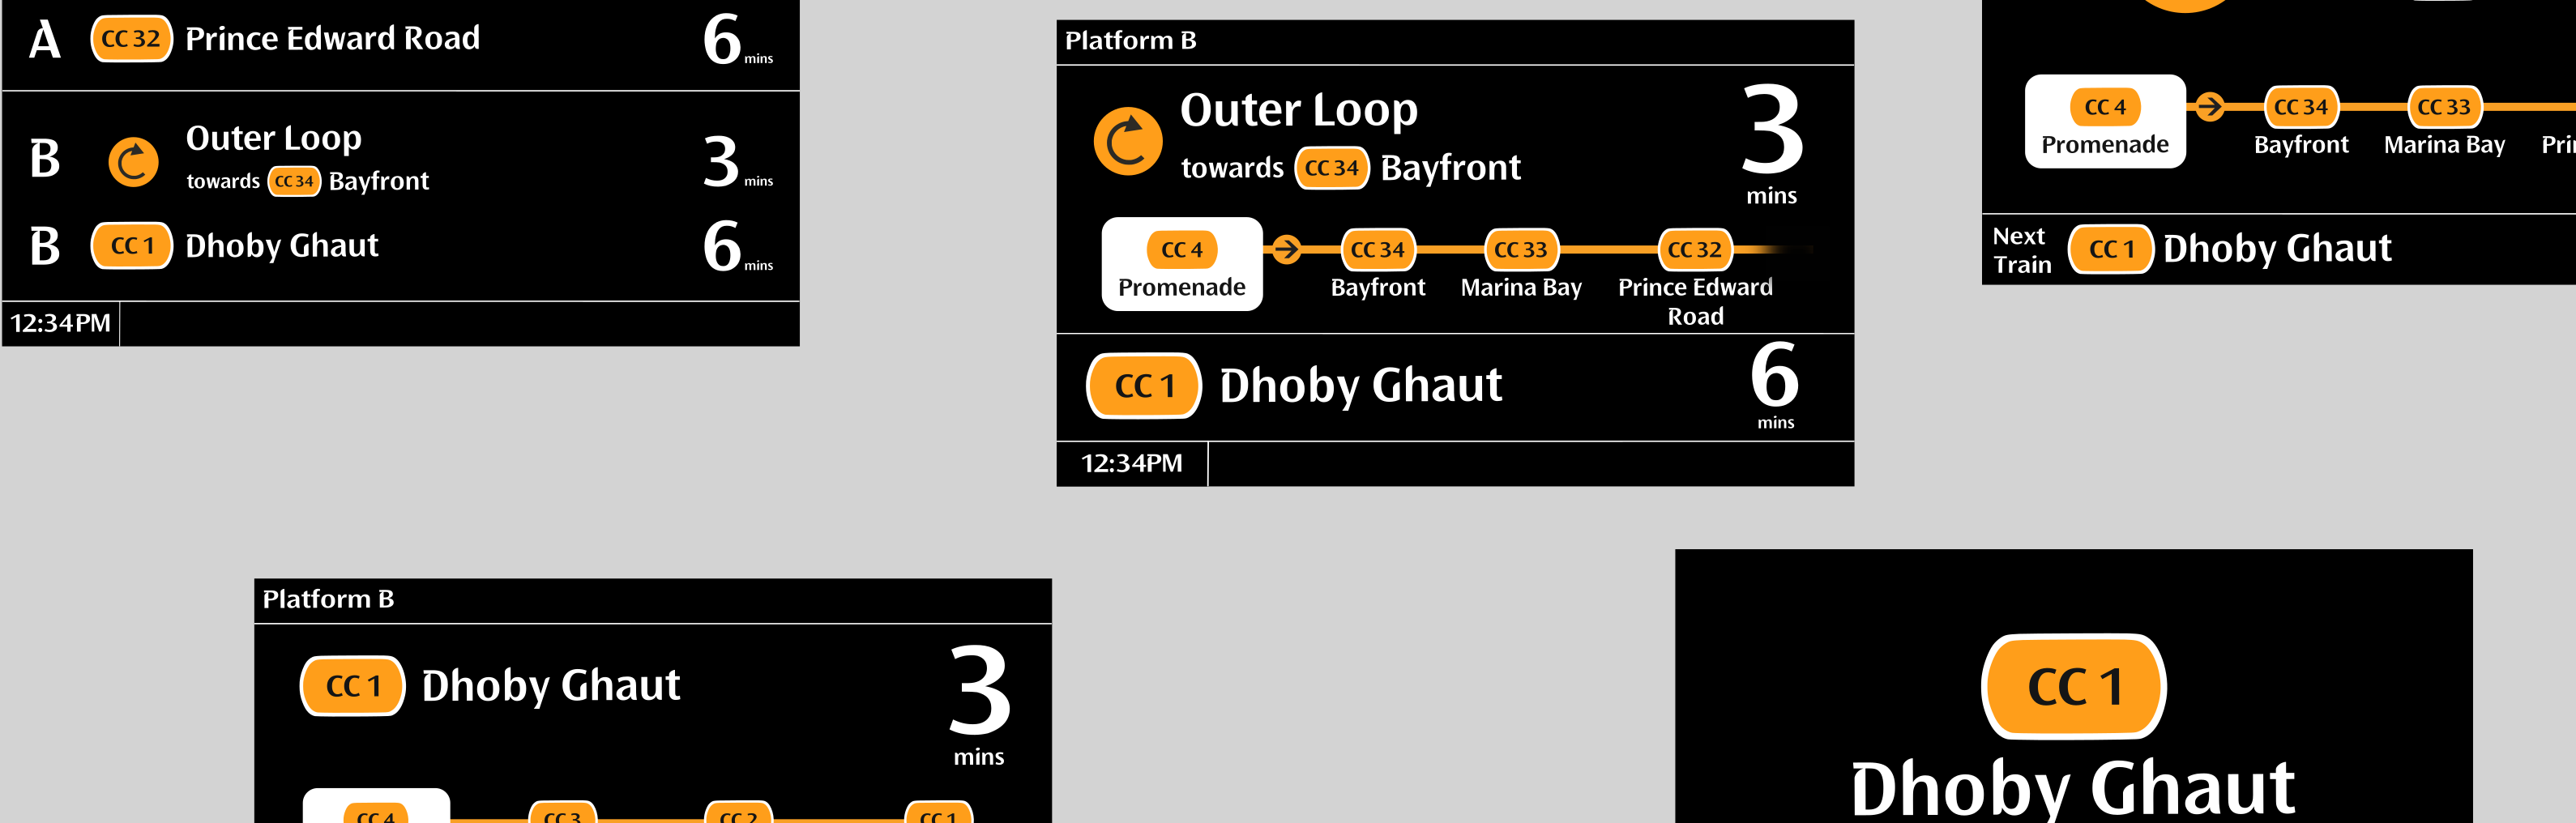 A CC 32 Prince Edward Road 6 mins
B Outer Loop 3 mins
towards CC 34 Bayfront
B CC 1 Dhoby Ghaut 6 mins
12:34PM
Platform B
Outer Loop 3
towards CC 34 Bayfront
mins
CC 4 CC 34 CC 33 CC 32
Promenade Bayfront Marina Bay Prince Edward
Road
CC 1 Dhoby Ghaut 6
mins
12:34PM
CC 4 CC 34 CC 33
Promenade Bayfront Marina Bay
Next
Train
CC 1 Dhoby Ghaut
Platform B
CC 1 Dhoby Ghaut 3
mins
CC 4 CC 3 CC 2 CC 1
CC 1
Dhoby Ghaut